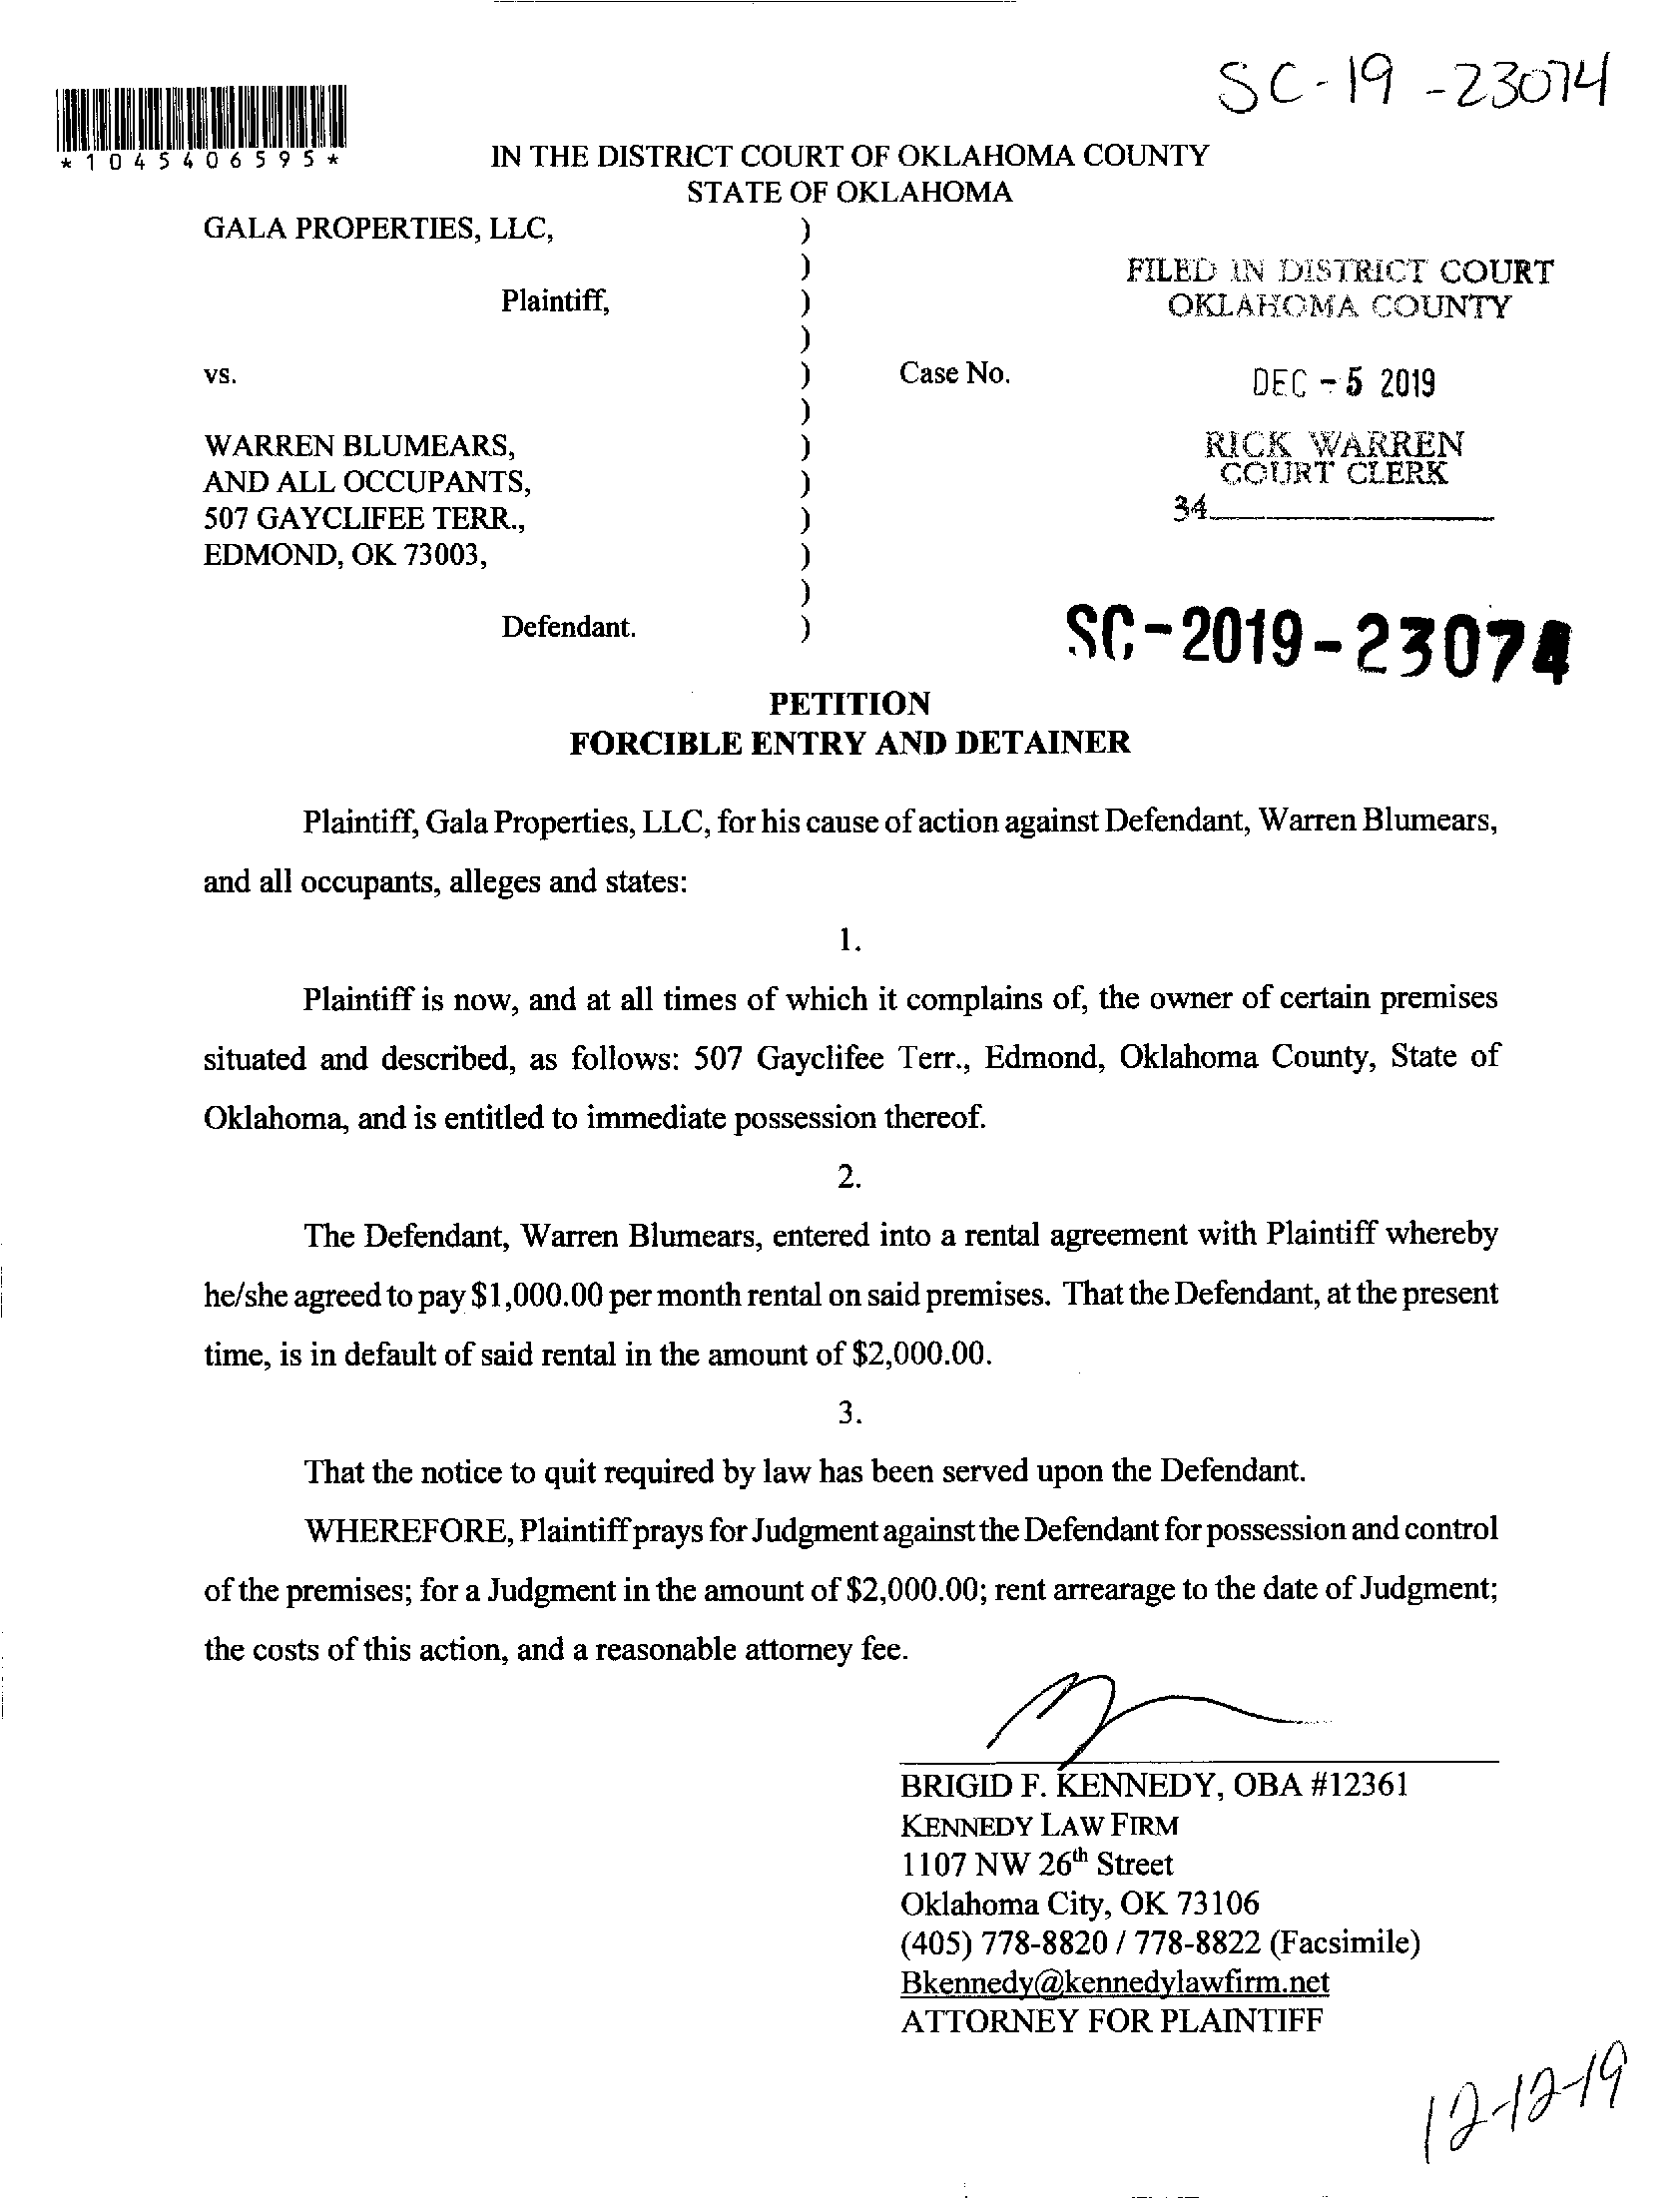 SC-19-23074
*1045406595*
IN THE DISTRICT COURT OF OKLAHOMA COUNTY
STATE OF OKLAHOMA
GALA PROPERTIES, LLC, )
)
Plaintiff, )
)
vs. ) Case No.
)
WARREN BLUMEARS, )
AND ALL OCCUPANTS, )
507 GAYCLIFEE TERR., )
EDMOND, OK 73003, )
)
Defendant. )
FILED IN DISTRICT COURT
OKLAHOMA COUNTY
DEC - 5 2019
RICK WARREN
COURT CLERK
34
SC-2019-23074
PETITION
FORCIBLE ENTRY AND DETAINER
Plaintiff, Gala Properties, LLC, for his cause of action against Defendant, Warren Blumears,
and all occupants, alleges and states:
1.
Plaintiff is now, and at all times of which it complains of, the owner of certain premises
situated and described, as follows: 507 Gayclifee Terr., Edmond, Oklahoma County, State of
Oklahoma, and is entitled to immediate possession thereof.
2.
The Defendant, Warren Blumears, entered into a rental agreement with Plaintiff whereby
he/she agreed to pay $1,000.00 per month rental on said premises. That the Defendant, at the present
time, is in default of said rental in the amount of $2,000.00.
3.
That the notice to quit required by law has been served upon the Defendant.
WHEREFORE, Plaintiff prays for Judgment against the Defendant for possession and control
of the premises; for a Judgment in the amount of $2,000.00; rent arrearage to the date of Judgment;
the costs of this action, and a reasonable attorney fee.
BRIGID F. KENNEDY, OBA #12361
KENNEDY LAW FIRM
1107 NW 26th Street
Oklahoma City, OK 73106
(405) 778-8820 / 778-8822 (Facsimile)
Bkennedy@kennedylawfirm.net
ATTORNEY FOR PLAINTIFF
12-12-19